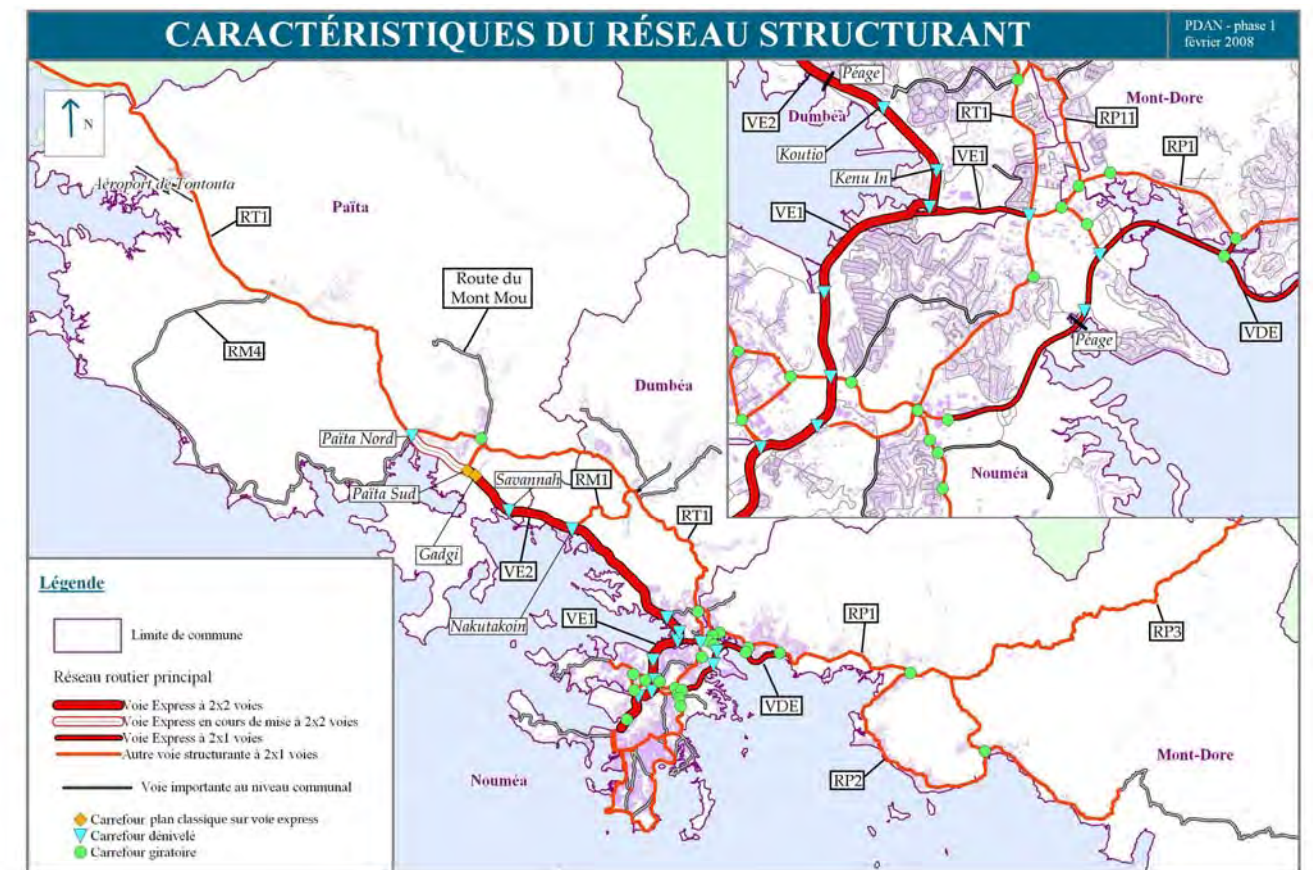 CARACTÉRISTIQUES DU RÉSEAU STRUCTURANT
PDAN - phase 1
février 2008
N
Aéroport de Tontouta
RT1
Païta
Route du
Mont Mou
RM4
Dumbéa
Païta Nord
Savannah
RM1
Païta Sud
RT1
Gadgi
VE2
Nakutakoin
VE1
RP1
RP3
VDE
RP2
Mont-Dore
Nouméa
Péage
VE2
Dumbéa
RT1
Mont-Dore
RP11
Koutio
VE1
RP1
Kenu In
VE1
VDE
Péage
Nouméa
Légende
Limite de commune
Réseau routier principal
Voie Express à 2x2 voies
Voie Express en cours de mise à 2x2 voies
Voie Express à 2x1 voies
Autre voie structurante à 2x1 voies
Voie importante au niveau communal
Carrefour plan classique sur voie express
Carrefour dénivelé
Carrefour giratoire